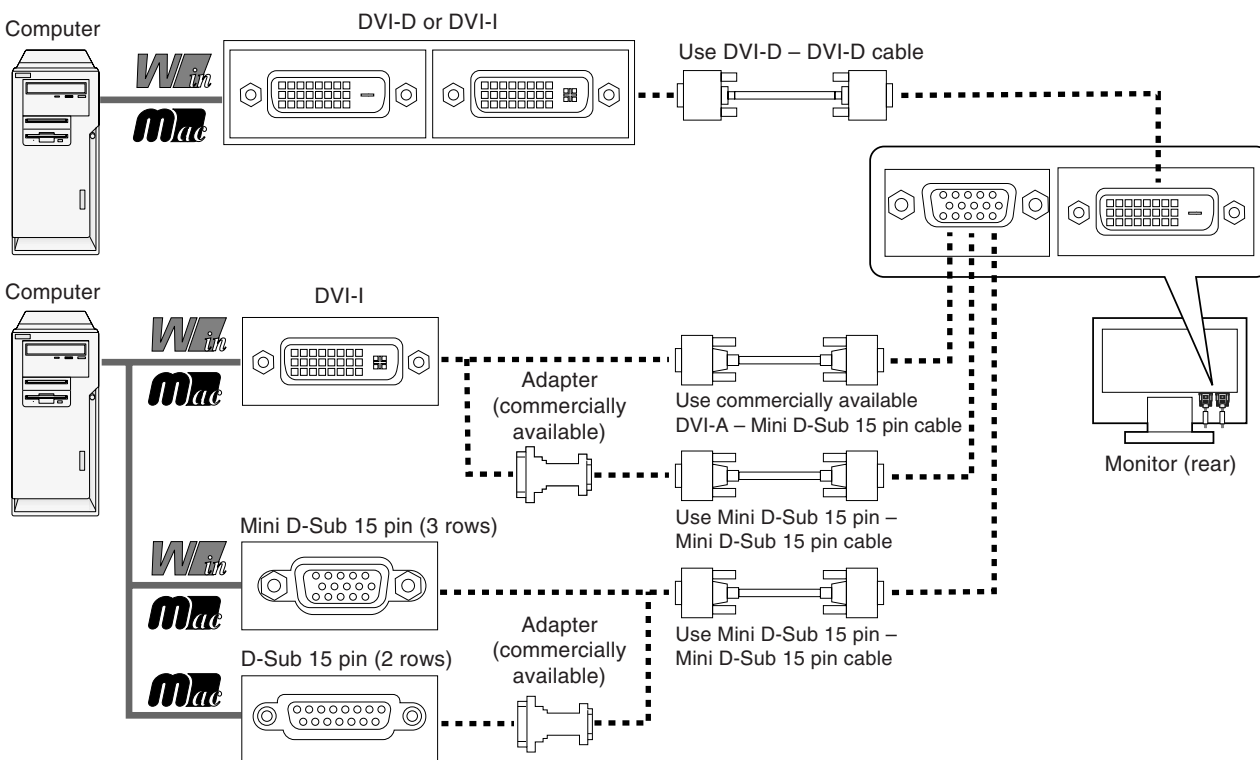 Computer
DVI-D or DVI-I
Win
Mac
Use DVI-D – DVI-D cable
Computer
DVI-I
Win
Mac
Adapter
(commercially
available)
Use commercially available
DVI-A – Mini D-Sub 15 pin cable
Monitor (rear)
Use Mini D-Sub 15 pin –
Mini D-Sub 15 pin cable
Mini D-Sub 15 pin (3 rows)
Win
Mac
Use Mini D-Sub 15 pin –
Mini D-Sub 15 pin cable
Adapter
(commercially
available)
D-Sub 15 pin (2 rows)
Mac